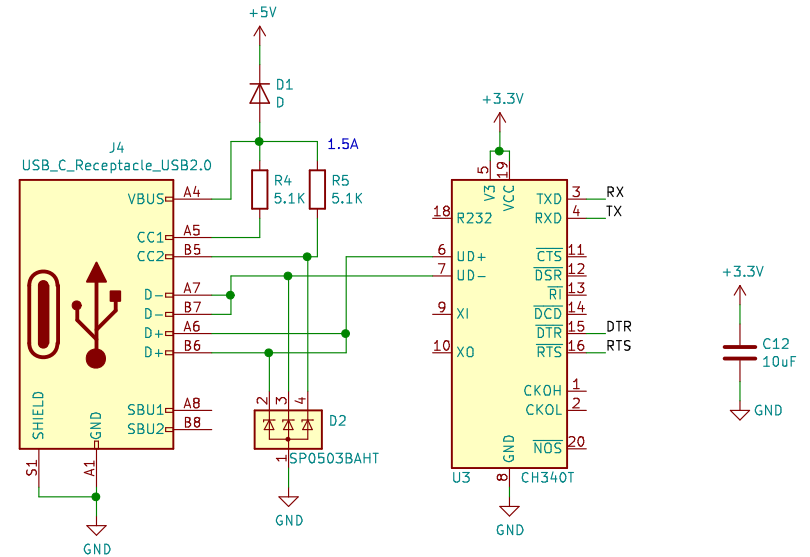 +5V
D1
D
1.5A
J4
USB_C_Receptacle_USB2.0
R4
5.1K
R5
5.1K
VBUS
A4
CC1
A5
CC2
B5
D-
A7
D-
B7
D+
A6
D+
B6
SBU1
A8
SBU2
B8
SHIELD
GND
S1
A1
GND
2
3
4
D2
1
SP0503BAHT
GND
+3.3V
5
19
V3
VCC
18
R232
6
UD+
7
UD-
9
XI
10
XO
TXD
3
RX
RXD
4
TX
CTS
11
DSR
12
RI
13
DCD
14
DTR
15
DTR
RTS
16
RTS
CKOH
1
CKOL
2
NOS
20
GND
8
U3
CH340T
GND
+3.3V
C12
10uF
GND